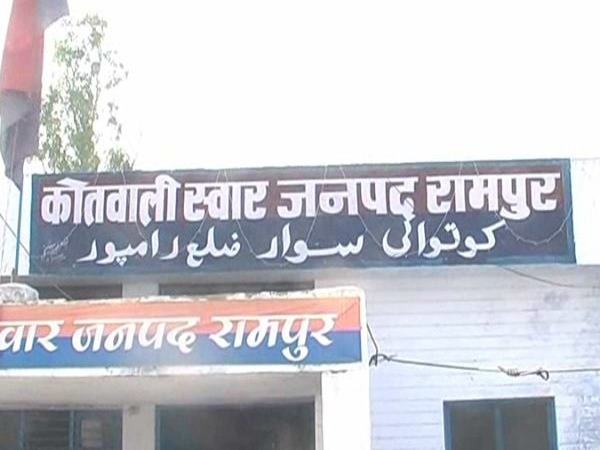 कोतवाली स्वार जनपद रामपुर
کوتوالی سوار ضلع رامپور
स्वार जनपद रामपुर